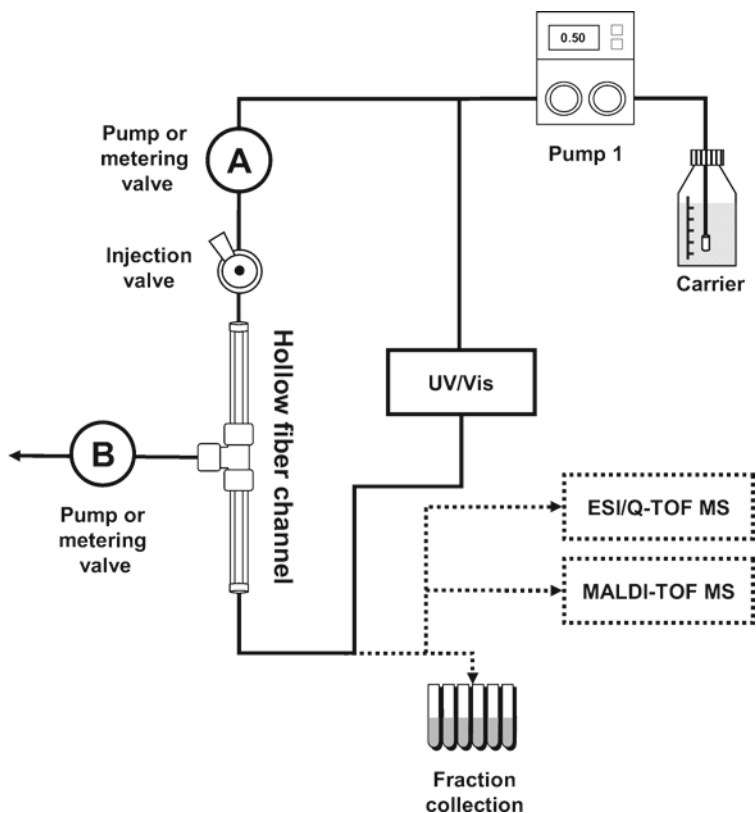 0.50
Pump 1
Pump or
metering
valve
A
Injection
valve
Carrier
Hollow fiber channel
UV/Vis
B
Pump or
metering
valve
ESI/Q-TOF MS
MALDI-TOF MS
Fraction
collection